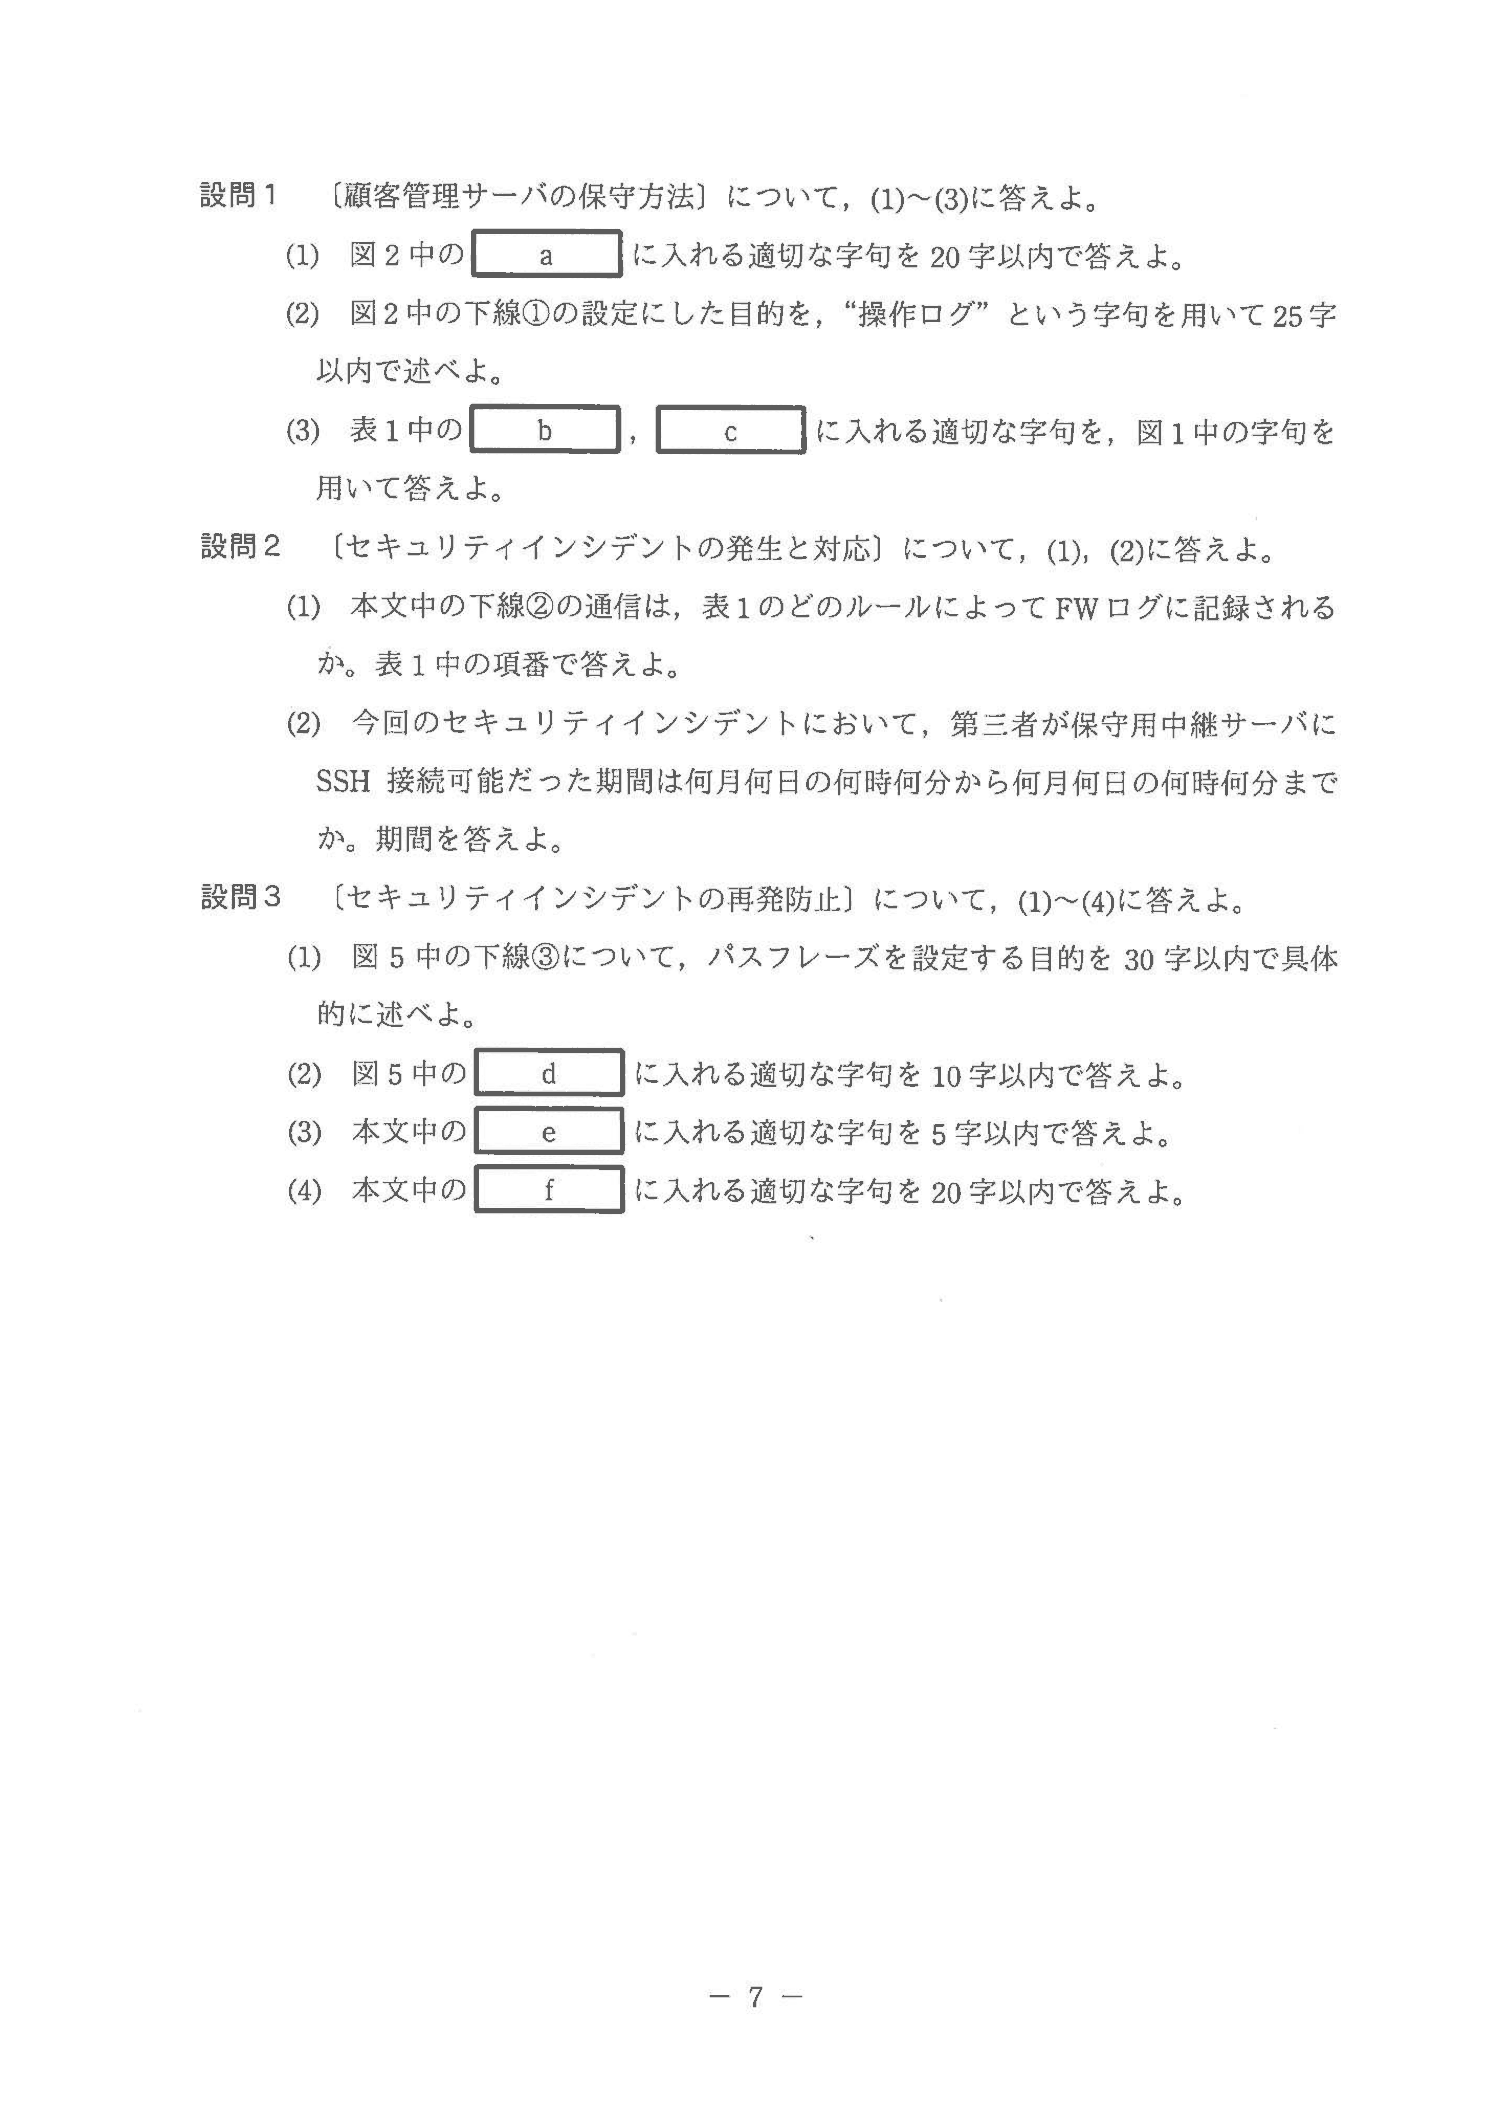 設問1　〔顧客管理サーバの保守方法〕について，(1)～(3)に答えよ。
(1)　図2中の a に入れる適切な字句を20字以内で答えよ。
(2)　図2中の下線①の設定にした目的を，“操作ログ”という字句を用いて25字
以内で述べよ。
(3)　表1中の b ， c に入れる適切な字句を，図1中の字句を
用いて答えよ。
設問2　〔セキュリティインシデントの発生と対応〕について，(1)，(2)に答えよ。
(1)　本文中の下線②の通信は，表1のどのルールによってFWログに記録される
か。表1中の項番で答えよ。
(2)　今回のセキュリティインシデントにおいて，第三者が保守用中継サーバに
SSH 接続可能だった期間は何月何日の何時何分から何月何日の何時何分まで
か。期間を答えよ。
設問3　〔セキュリティインシデントの再発防止〕について，(1)～(4)に答えよ。
(1)　図5中の下線③について，パスフレーズを設定する目的を30字以内で具体
的に述べよ。
(2)　図5中の d に入れる適切な字句を10字以内で答えよ。
(3)　本文中の e に入れる適切な字句を5字以内で答えよ。
(4)　本文中の f に入れる適切な字句を20字以内で答えよ。
－ 7 －